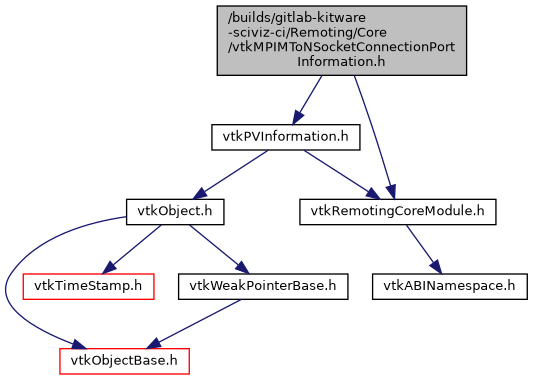 /builds/gitlab-kitware
-sciviz-ci/Remoting/Core
/vtkMPIMToNSocketConnectionPort
Information.h
vtkPVInformation.h
vtkObject.h
vtkRemotingCoreModule.h
vtkTimeStamp.h
vtkWeakPointerBase.h
vtkABINamespace.h
vtkObjectBase.h